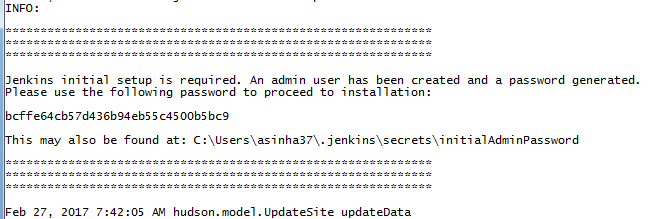 INFO:
*************************************************************
*************************************************************
*************************************************************
Jenkins initial setup is required. An admin user has been created and a password generated.
Please use the following password to proceed to installation:
bcffe64cb57d436b94eb55c4500b5bc9
This may also be found at: C:\Users\asinha37\.jenkins\secrets\initialAdminPassword
*************************************************************
*************************************************************
*************************************************************
Feb 27, 2017 7:42:05 AM hudson.model.UpdateSite updateData